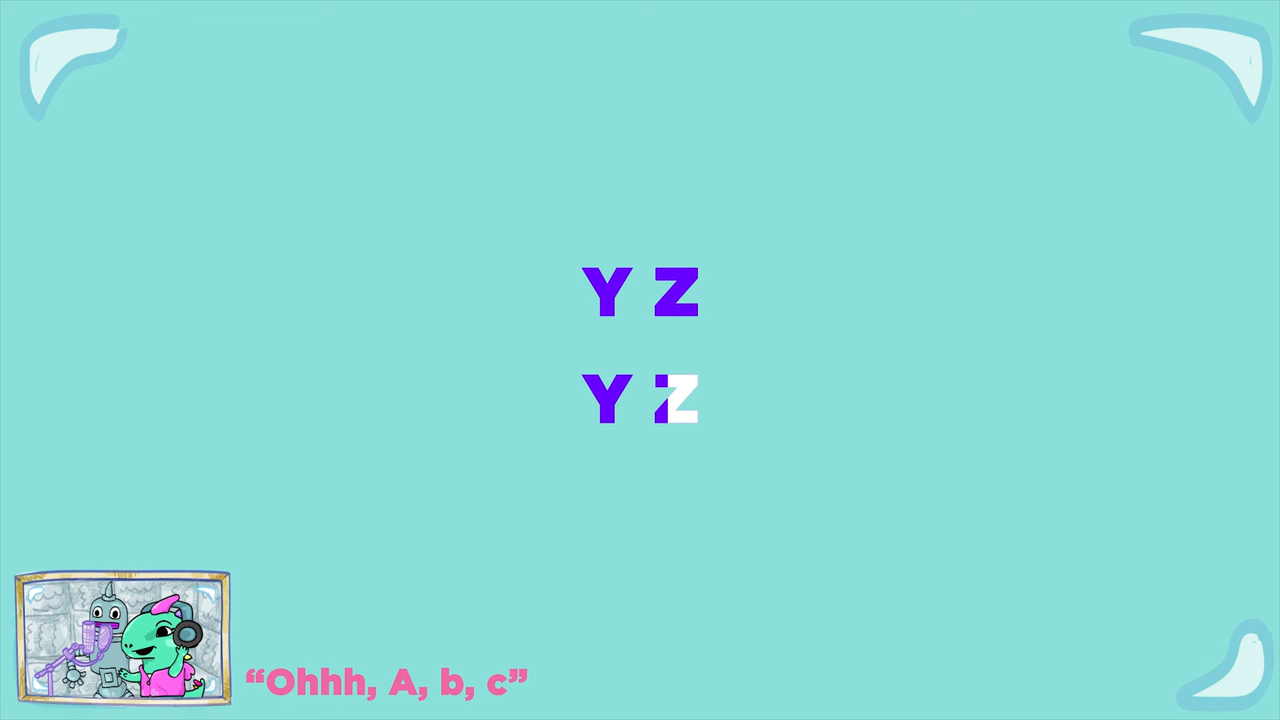 Y Z
Y Z
“Ohhh, A, b, c”